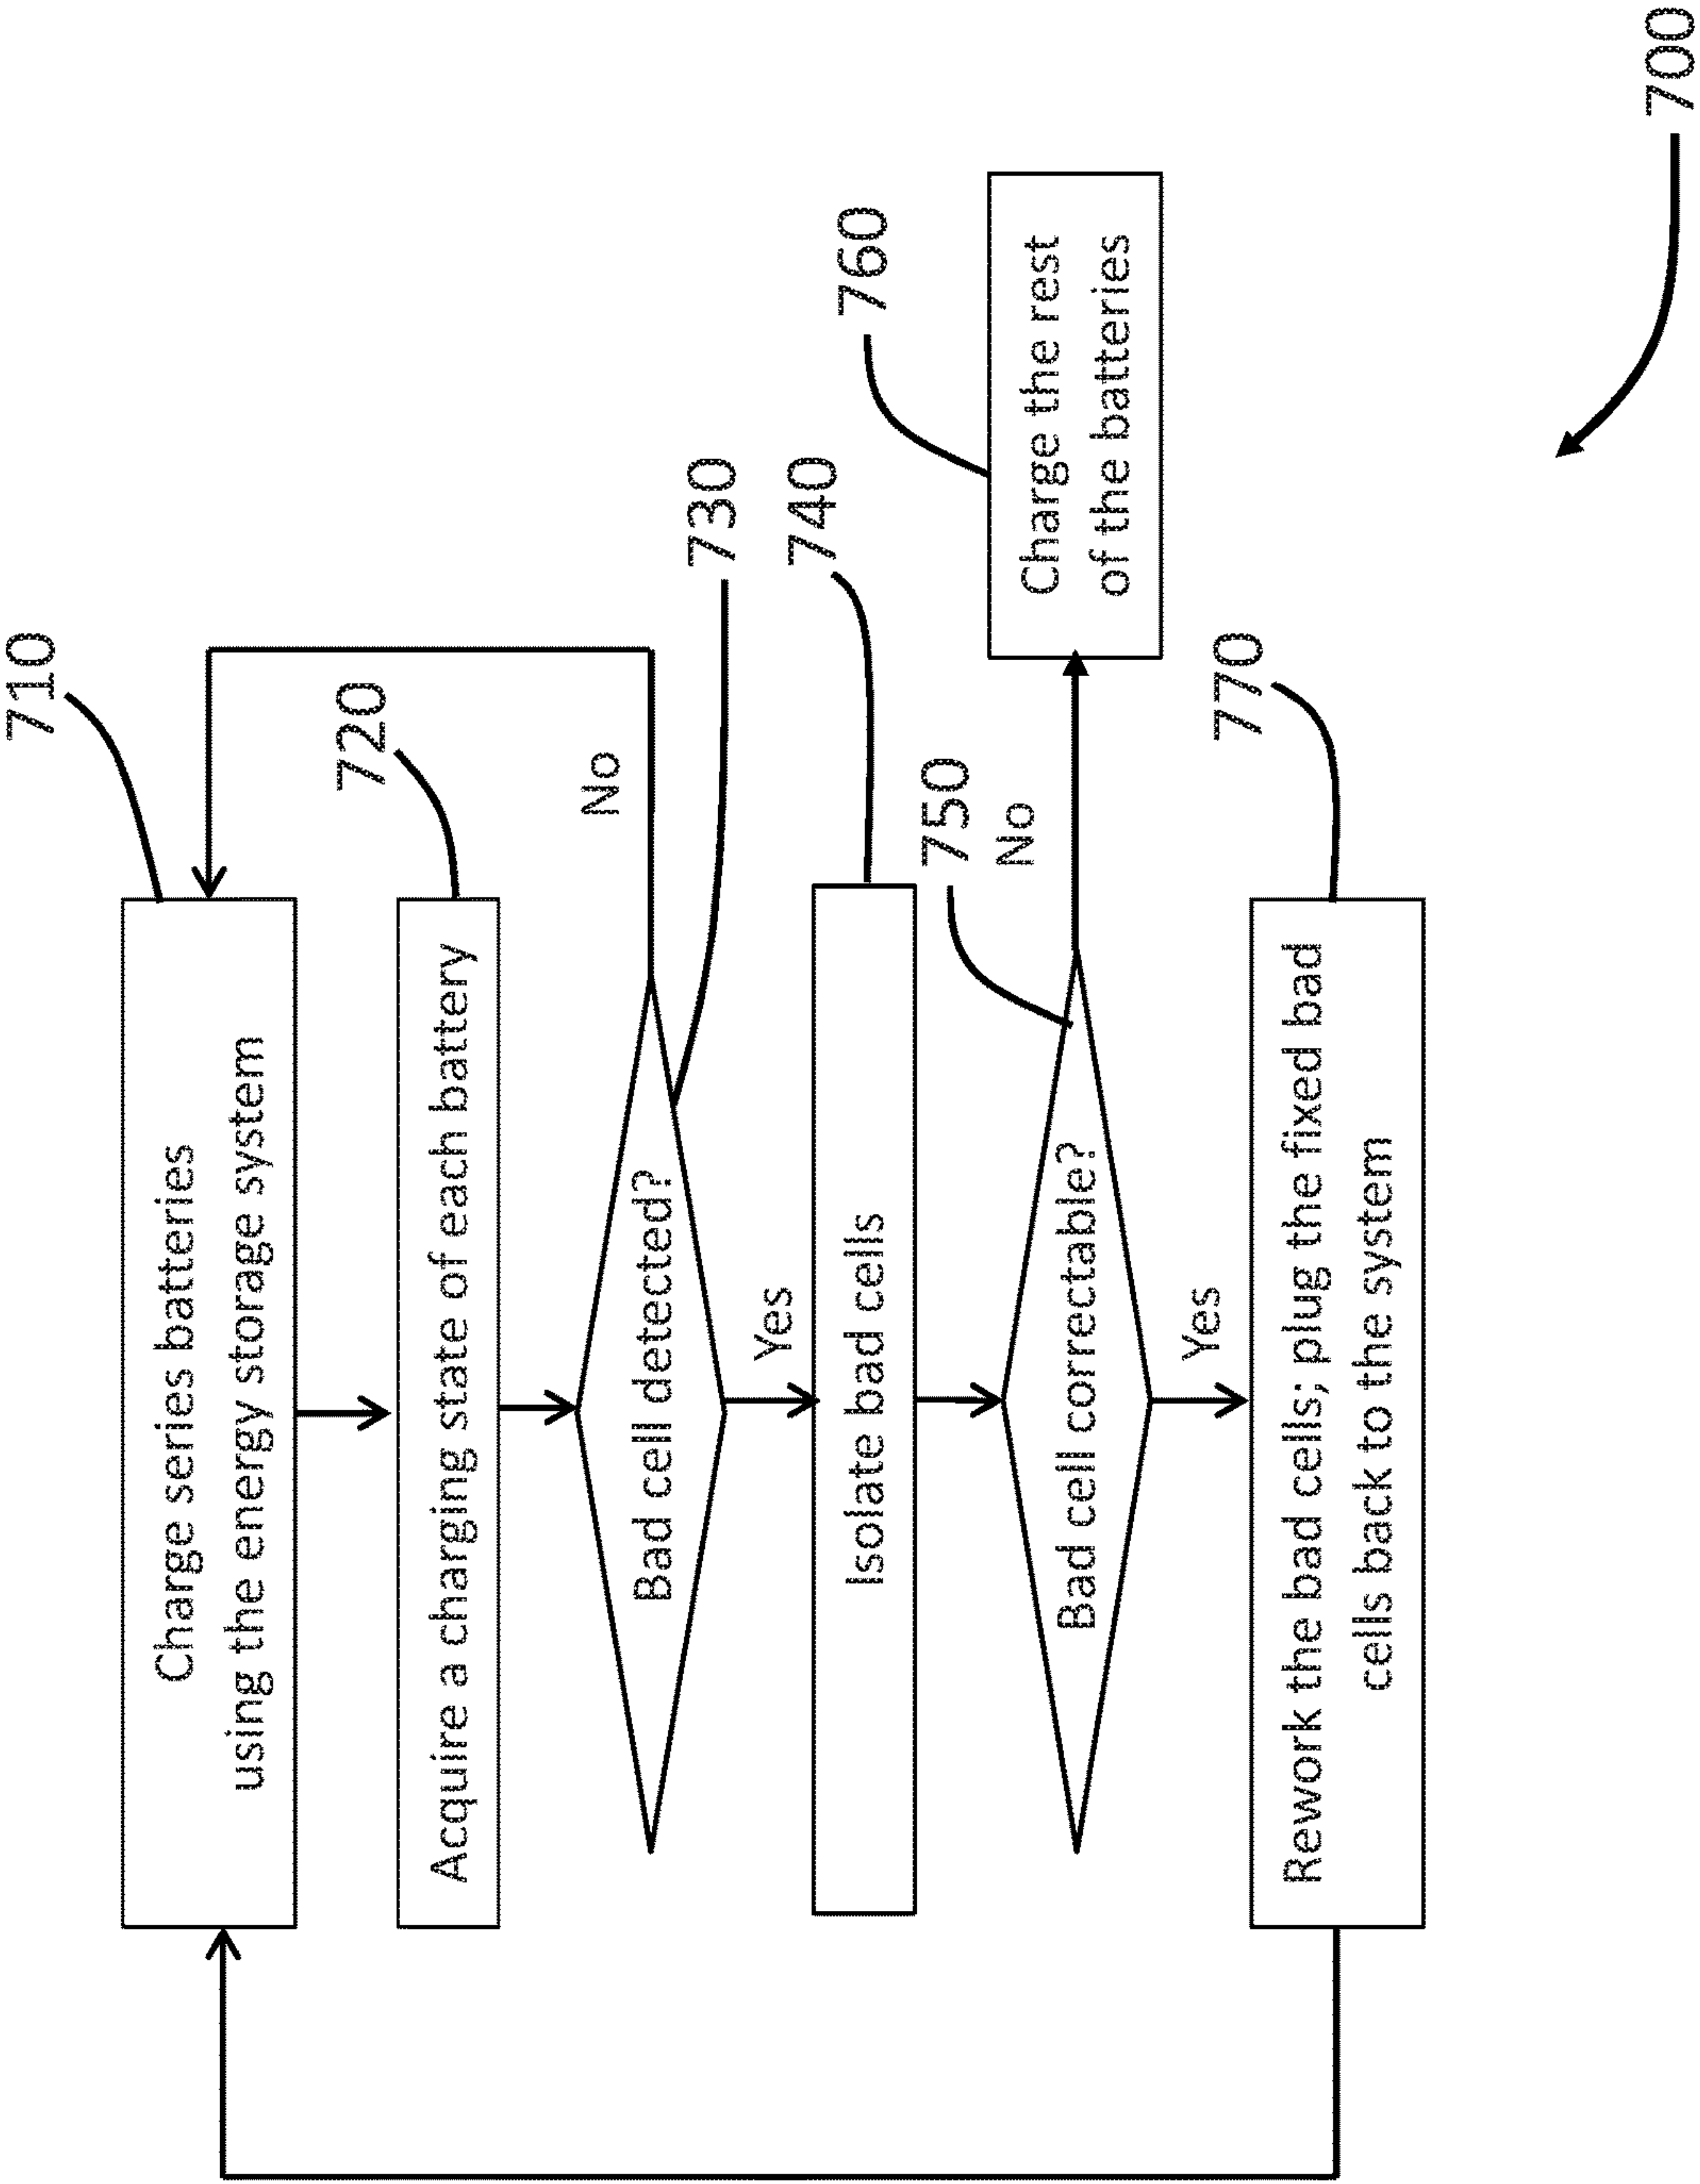 710
Charge series batteries
using the energy storage system
720
Acquire a charging state of each battery
No
Bad cell detected?
730
Yes
740
Isolate bad cells
750
No
Bad cell correctable?
760
Charge the rest
of the batteries
Yes
770
Rework the bad cells; plug the fixed bad
cells back to the system
700